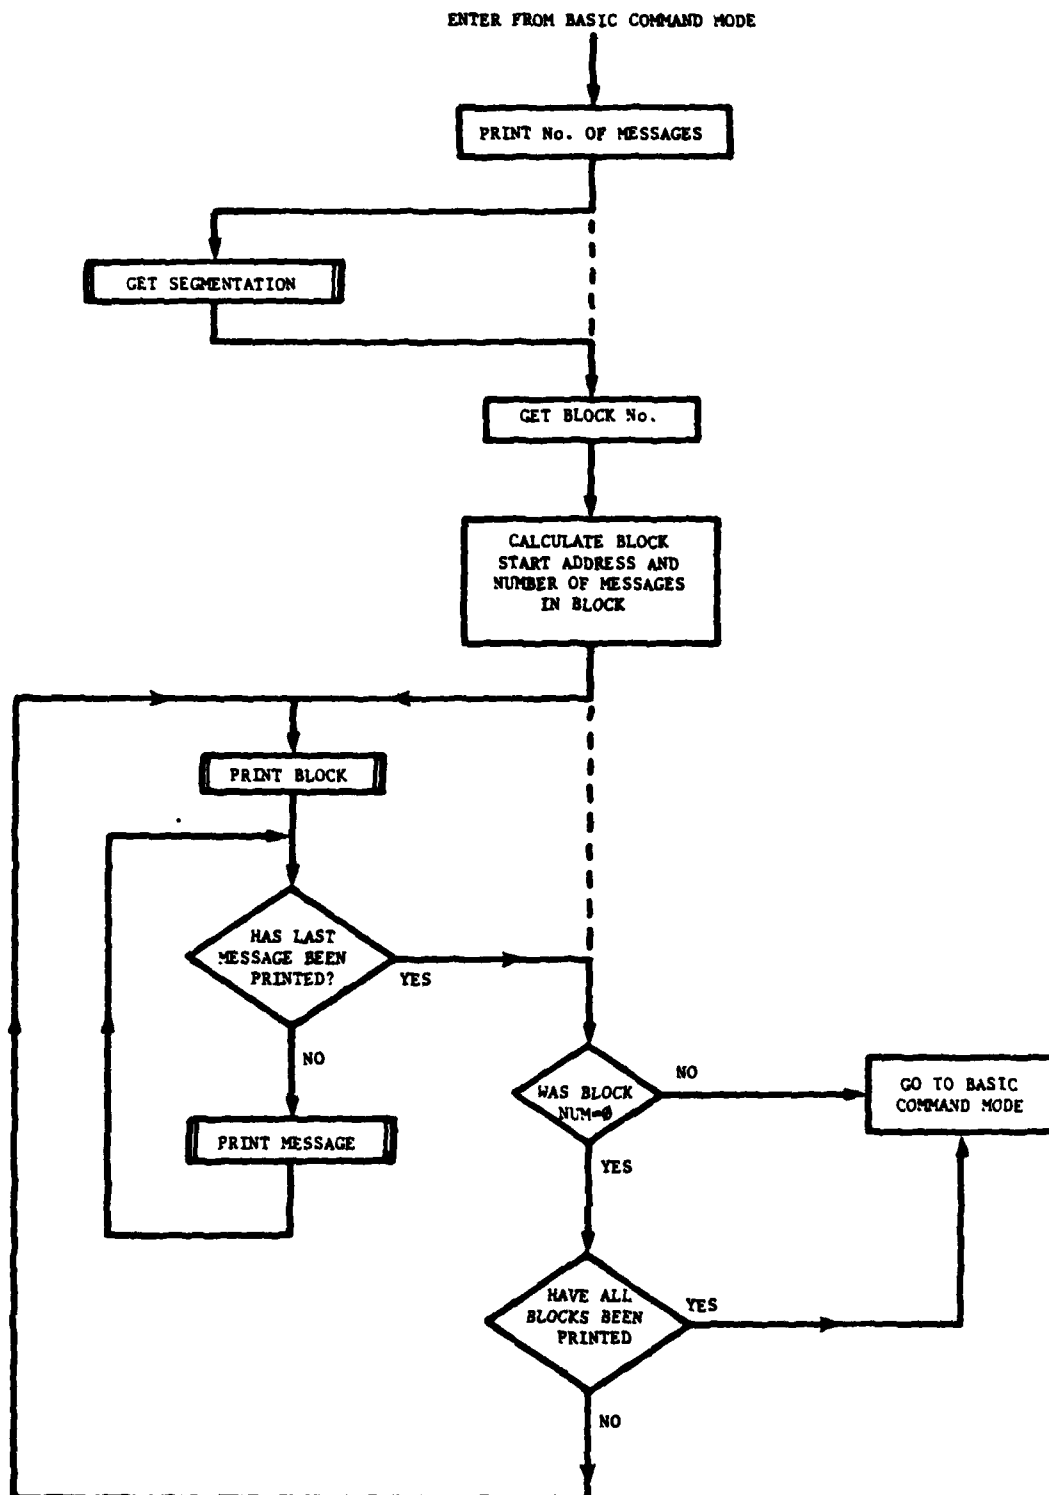 ENTER FROM BASIC COMMAND MODE
PRINT No. OF MESSAGES
GET SEGMENTATION
GET BLOCK No.
CALCULATE BLOCK
START ADDRESS AND
NUMBER OF MESSAGES
IN BLOCK
PRINT BLOCK
HAS LAST
MESSAGE BEEN
PRINTED?
YES
NO
PRINT MESSAGE
WAS BLOCK
NUM=Ø
NO
GO TO BASIC
COMMAND MODE
YES
HAVE ALL
BLOCKS BEEN
PRINTED
YES
NO